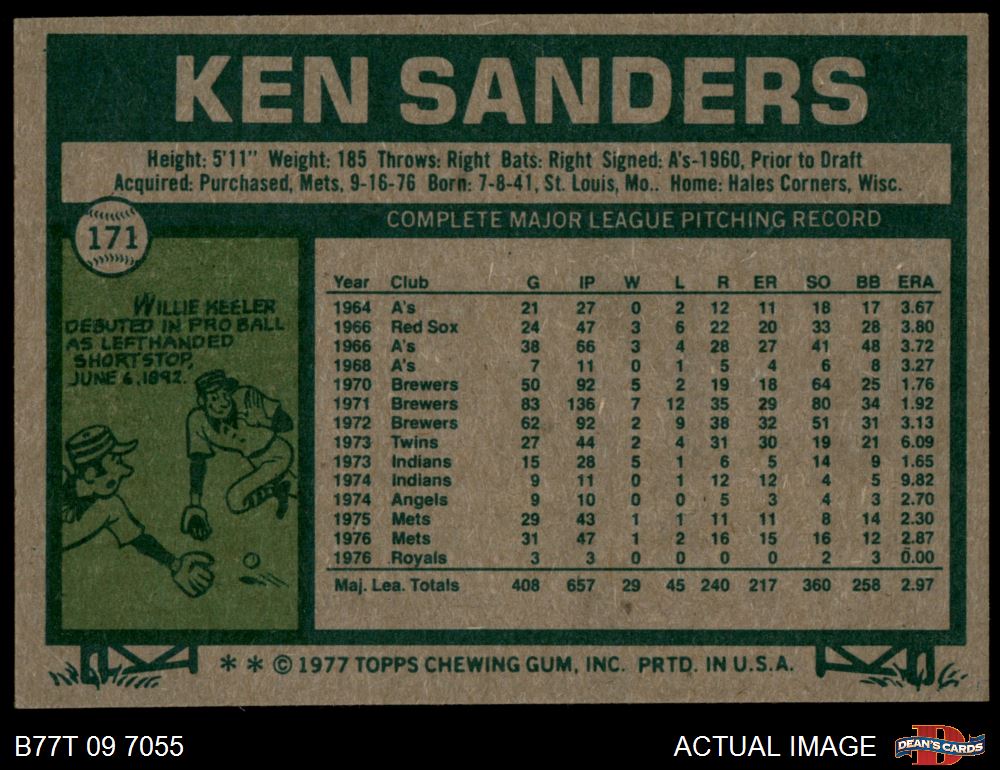 KEN SANDERS
Height: 5'11" Weight: 185 Throws: Right Bats: Right Signed: A's-1960, Prior to Draft
Acquired: Purchased, Mets, 9-16-76 Born: 7-8-41, St. Louis, Mo.. Home: Hales Corners, Wisc.
171
WILLIE KEELER
DEBUTED IN PRO BALL
AS LEFTHANDED
SHORTSTOP,
JUNE 6, 1892.
COMPLETE MAJOR LEAGUE PITCHING RECORD
Year Club G IP W L R ER SO BB ERA
1964 A's 21 27 0 2 12 11 18 17 3.67
1966 Red Sox 24 47 3 6 22 20 33 28 3.80
1966 A's 38 66 3 4 28 27 41 48 3.72
1968 A's 7 11 0 1 5 4 6 8 3.27
1970 Brewers 50 92 5 2 19 18 64 25 1.76
1971 Brewers 83 136 7 12 35 29 80 34 1.92
1972 Brewers 62 92 2 9 38 32 51 31 3.13
1973 Twins 27 44 2 4 31 30 19 21 6.09
1973 Indians 15 28 5 1 6 5 14 9 1.65
1974 Indians 9 11 0 1 12 12 4 5 9.82
1974 Angels 9 10 0 0 5 3 4 3 2.70
1975 Mets 29 43 1 1 11 11 8 14 2.30
1976 Mets 31 47 1 2 16 15 16 12 2.87
1976 Royals 3 3 0 0 0 0 2 3 0.00
Maj. Lea. Totals 408 657 29 45 240 217 360 258 2.97
* * © 1977 TOPPS CHEWING GUM, INC. PRTD. IN U.S.A.
B77T 09 7055
ACTUAL IMAGE
DEAN'S CARDS